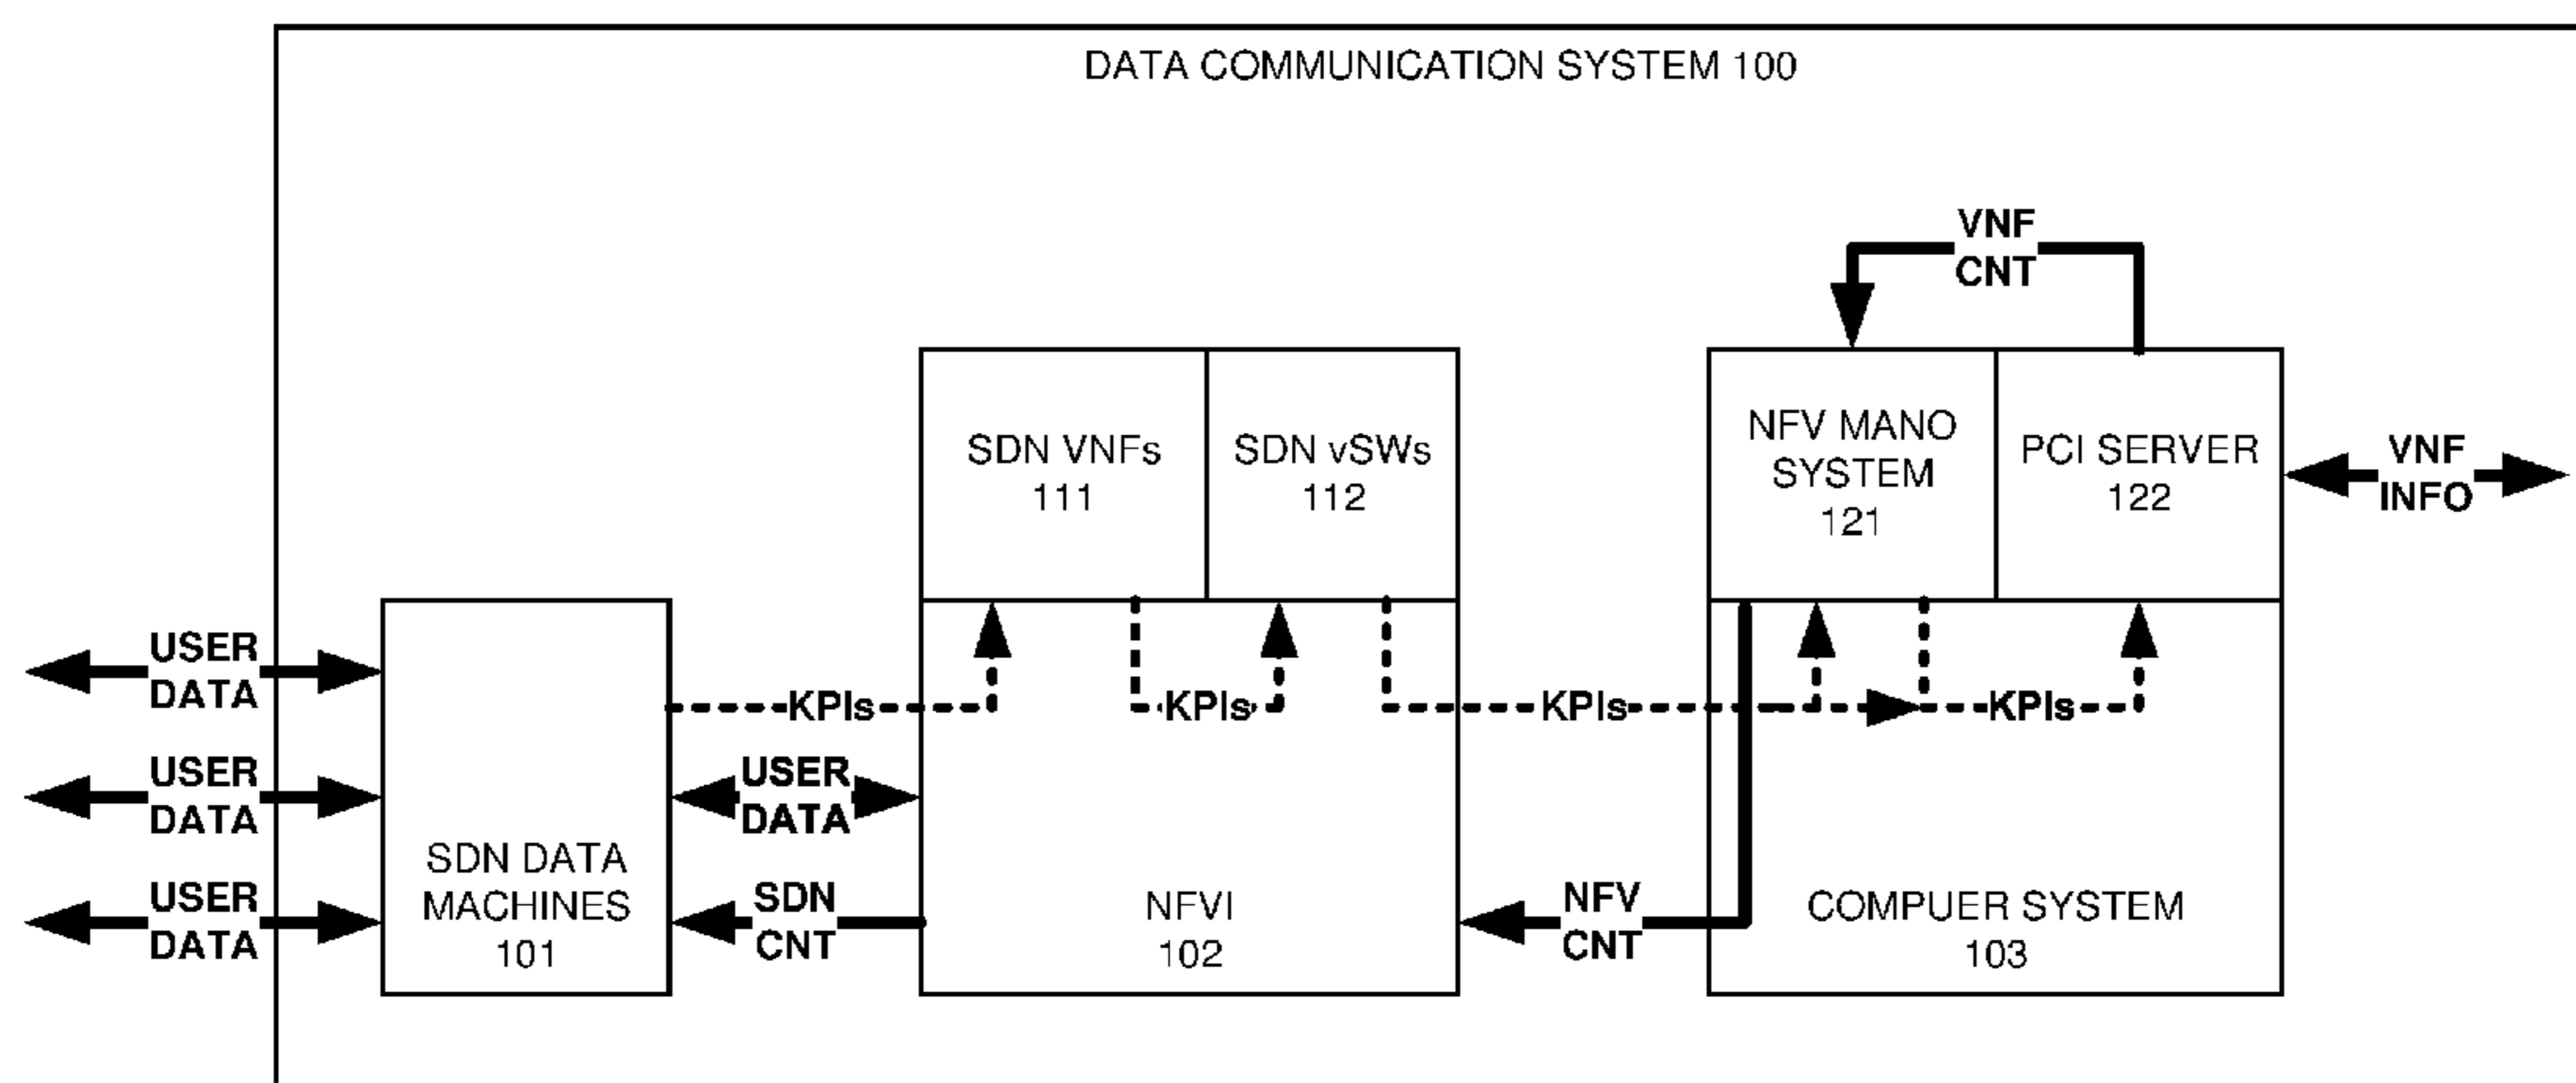 DATA COMMUNICATION SYSTEM 100
VNF
CNT
SDN VNFs
111
SDN vSWs
112
NFV MANO
SYSTEM
121
PCI SERVER
122
VNF
INFO
USER
DATA
KPIs
KPIs
KPIs
KPIs
USER
DATA
USER
DATA
SDN DATA
MACHINES
101
USER
DATA
SDN
CNT
NFVI
102
NFV
CNT
COMPUER SYSTEM
103